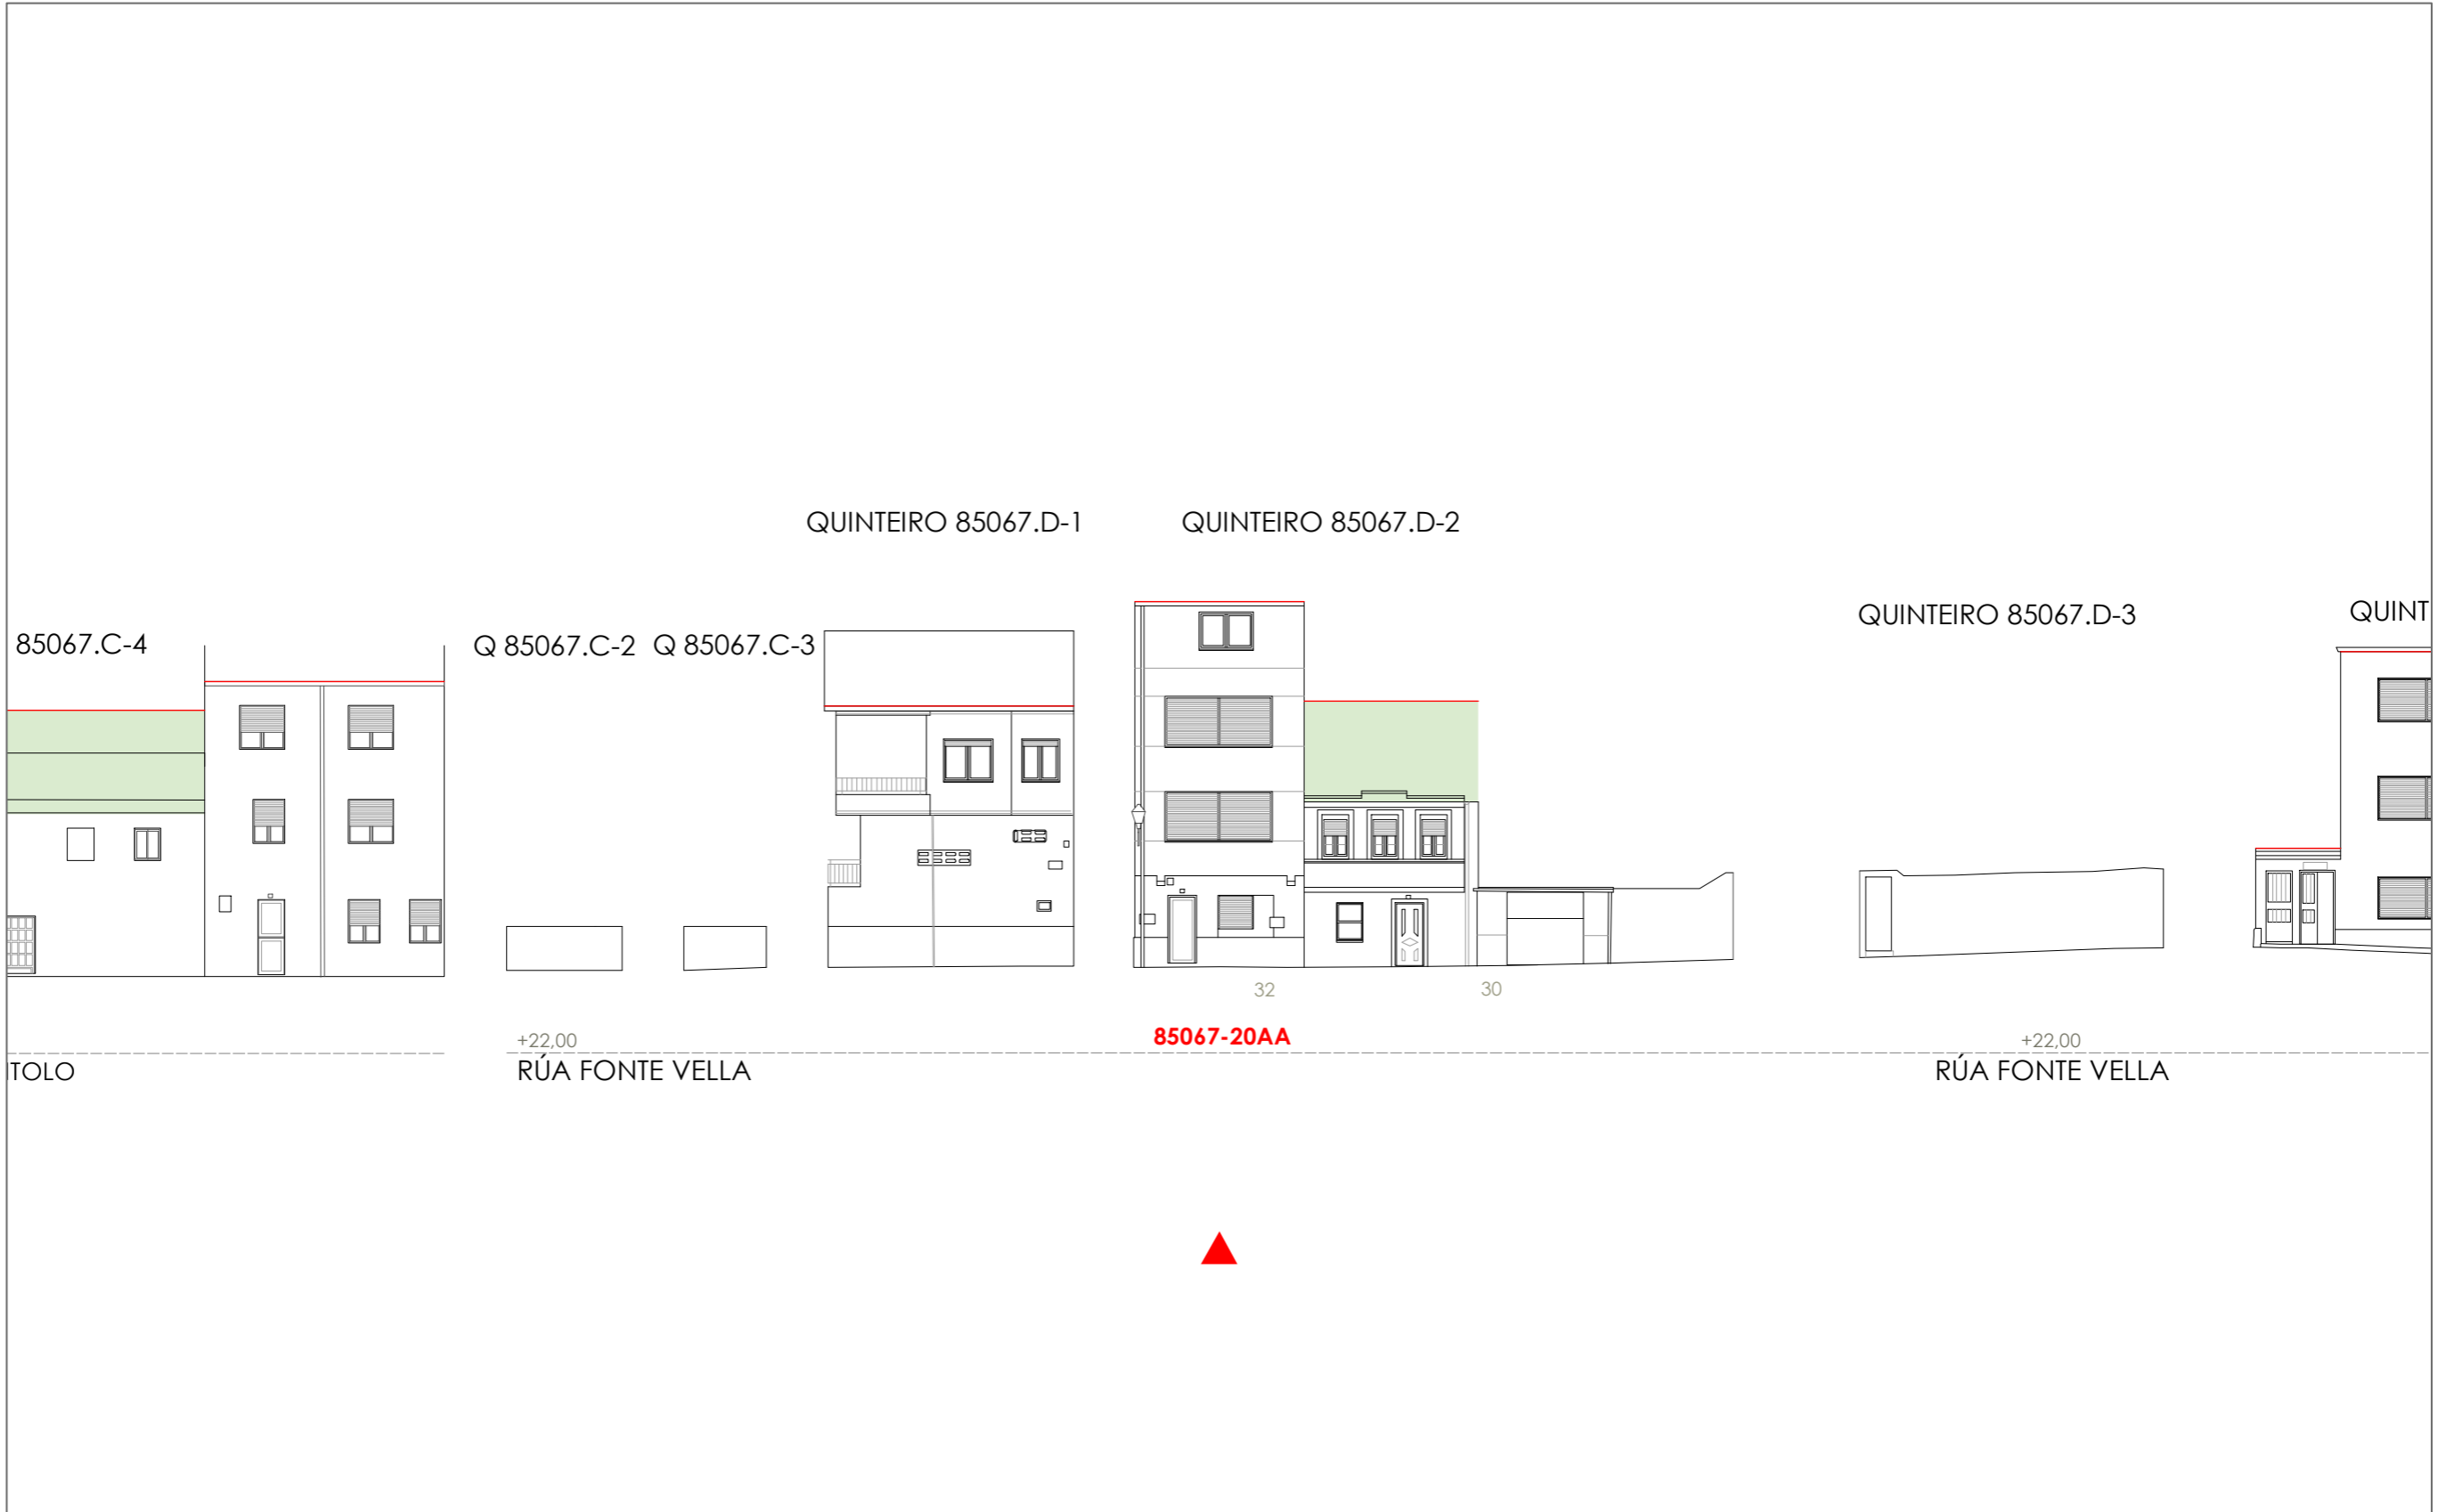 QUINTEIRO 85067.D-1
QUINTEIRO 85067.D-2
85067.C-4
Q 85067.C-2
Q 85067.C-3
QUINTEIRO 85067.D-3
QUINT
32
30
+22,00
85067-20AA
+22,00
ITOLO
RÚA FONTE VELLA
RÚA FONTE VELLA